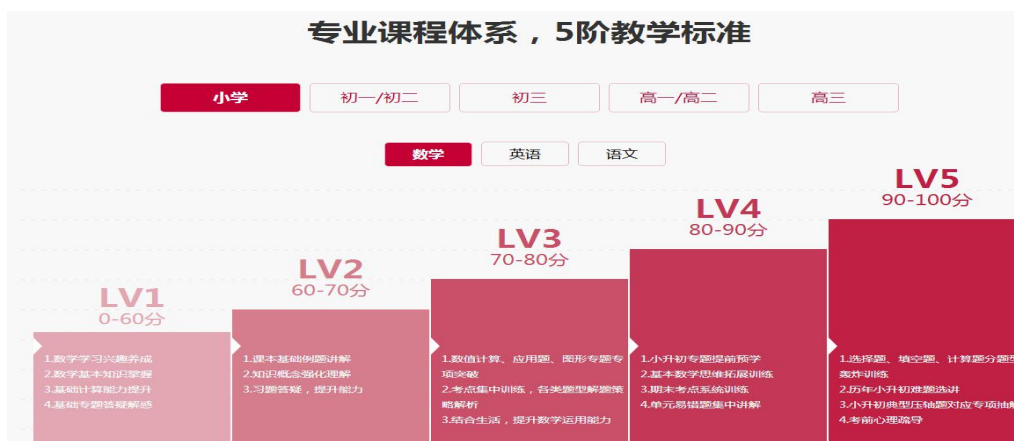 专业课程体系，5阶教学标准
小学
初一/初二
初三
高一/高二
高三
数学
英语
语文
LV1
0-60分
1.数学学习兴趣养成
2.数学基本知识掌握
3.基础计算能力提升
4.基础专题答疑解惑
LV2
60-70分
1.课本基础例题讲解
2.知识概念强化理解
3.习题答疑，提升能力
LV3
70-80分
1.数值计算、应用题、图形专题专
项突破
2.考点集中训练，各类题型解题策
略解析
3.结合生活，提升数学运用能力
LV4
80-90分
1.小升初专题提前预学
2.基本数学思维拓展训练
3.期末考点系统训练
4.单元易错题集中讲解
LV5
90-100分
1.选择题、填空题、计算题分题型
轰炸训练
2.历年小升初难题选讲
3.小升初典型压轴题对应专项抽解
4.考前心理疏导